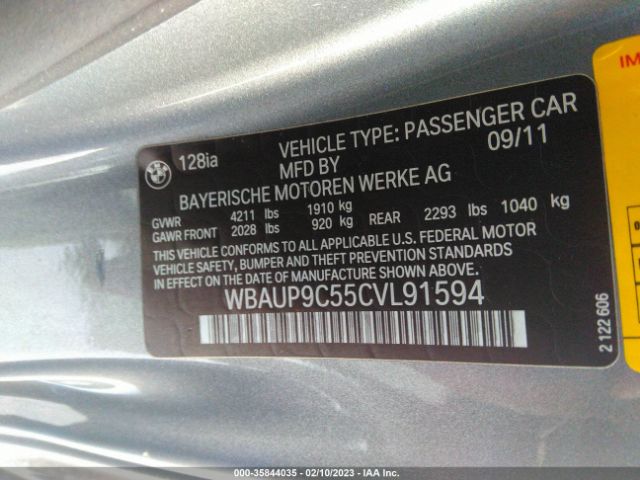 BMW
128ia
VEHICLE TYPE: PASSENGER CAR
MFD BY 09/11
BAYERISCHE MOTOREN WERKE AG
GVWR 4211 lbs 1910 kg
GAWR FRONT 2028 lbs 920 kg REAR 2293 lbs 1040 kg
THIS VEHICLE CONFORMS TO ALL APPLICABLE U.S. FEDERAL MOTOR
VEHICLE SAFETY, BUMPER AND THEFT PREVENTION STANDARDS
IN EFFECT ON THE DATE OF MANUFACTURE SHOWN ABOVE.
WBAUP9C55CVL91594
2 122 606
IM
000-35844035 - 02/10/2023 - IAA Inc.